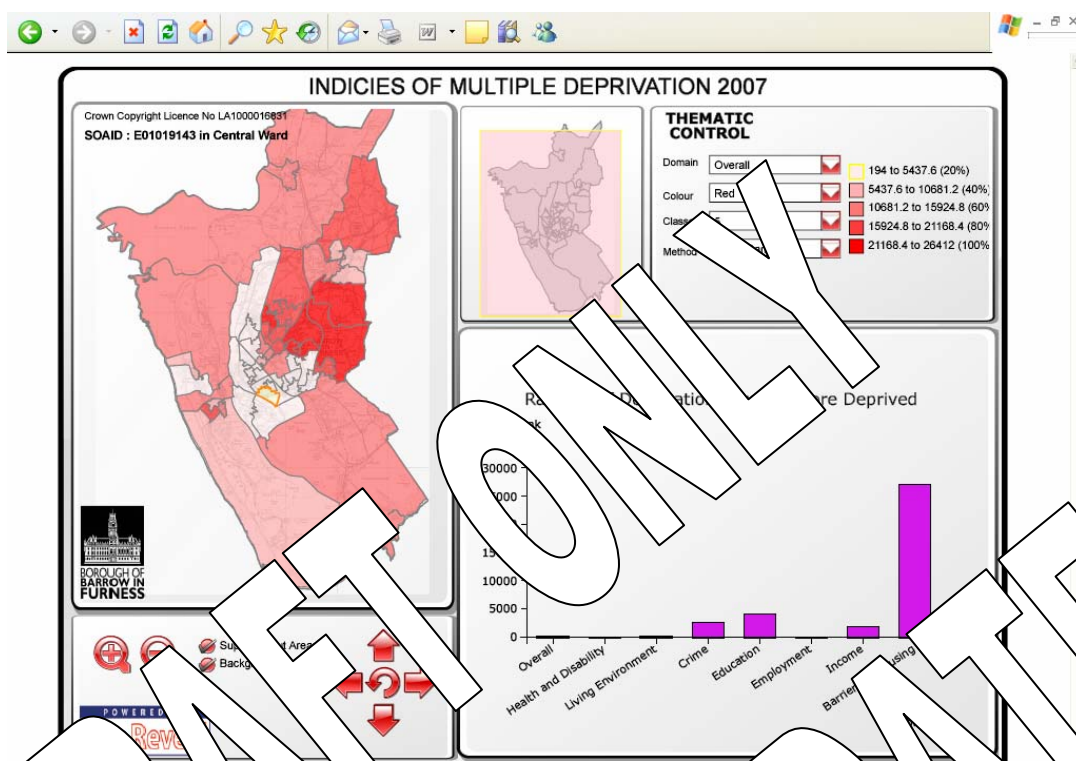 INDICIES OF MULTIPLE DEPRIVATION 2007
Crown Copyright Licence No LA1000016831
SOAID : E01019143 in Central Ward
BOROUGH OF
BARROW IN
FURNESS
THEMATIC
CONTROL
Domain Overall
Colour Red
Method
194 to 5437.6 (20%)
5437.6 to 10681.2 (40%)
10681.2 to 15924.8 (60%
15924.8 to 21168.4 (80%
21168.4 to 26412 (100%
Deprived
30000
10000
5000
0
Overall
Health and Disability
Living Environment
Crime
Education
Employment
Income
POWERED
DRAFT ONLY